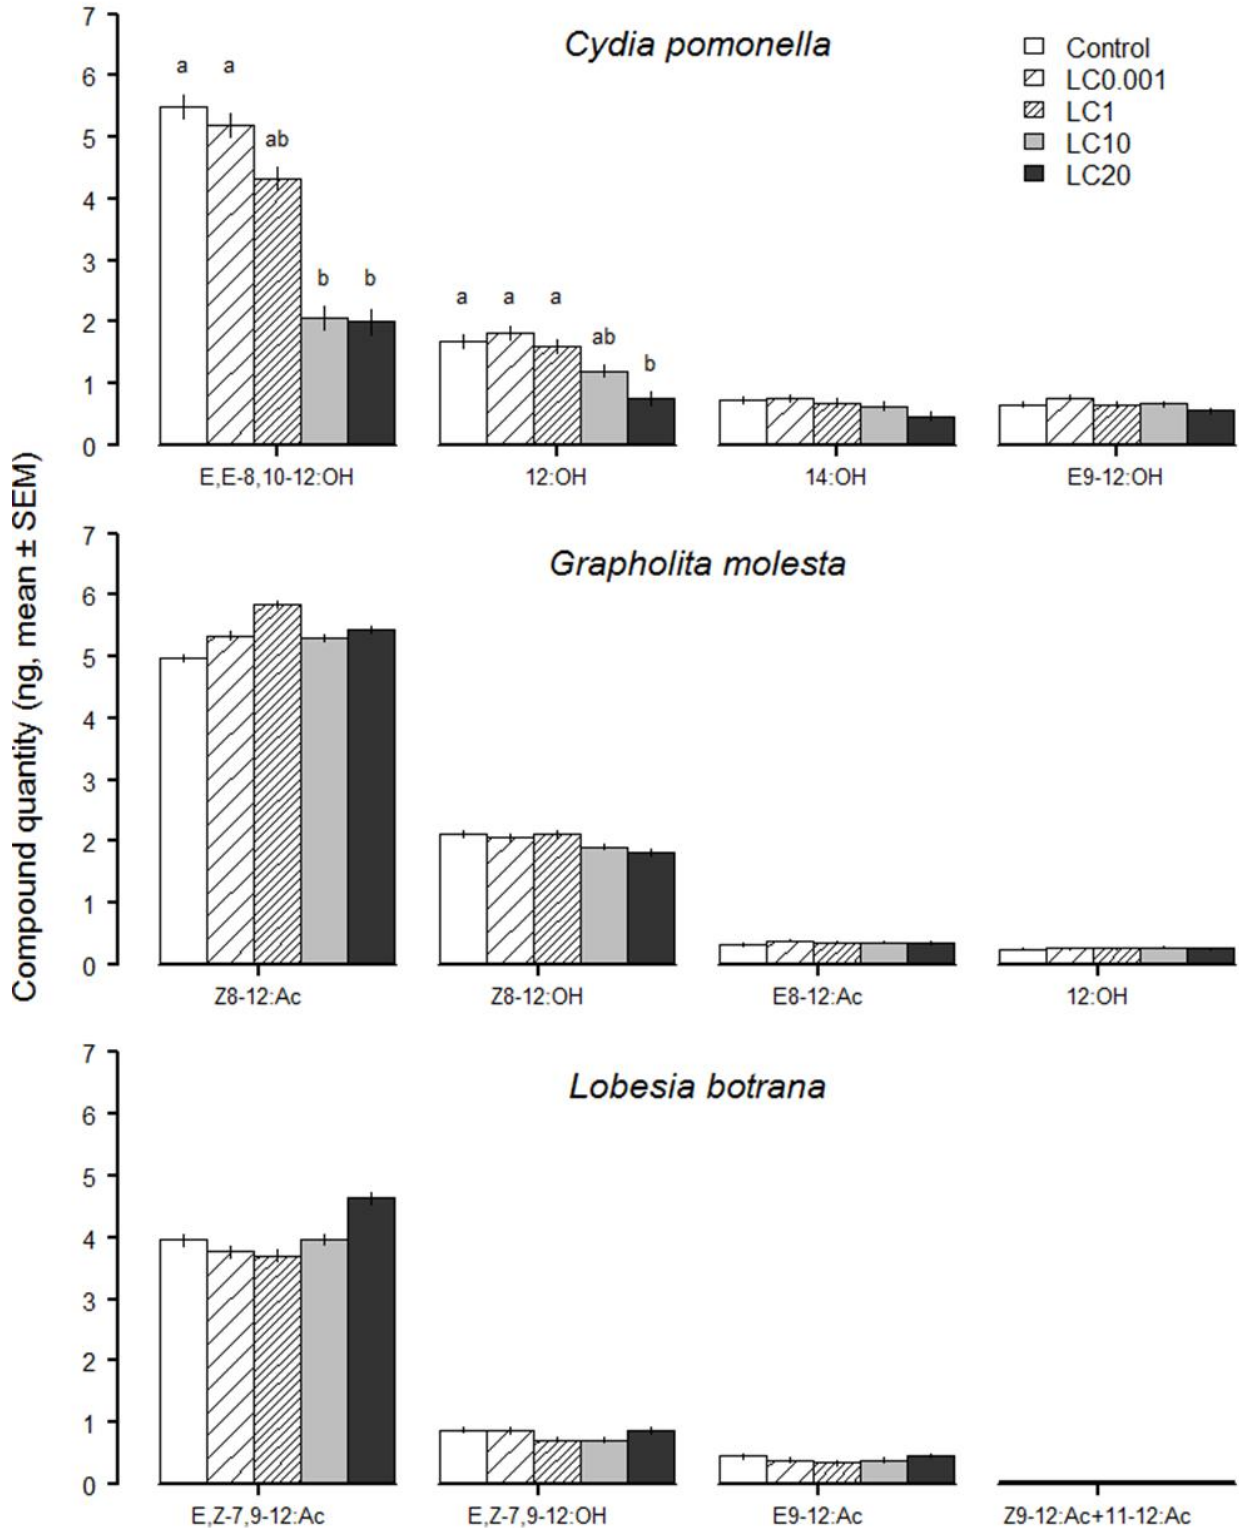 Cydia pomonella
Control
LC0.001
LC1
LC10
LC20
7
6
5
4
3
2
1
0
a a ab b b
a a a ab b
E,E-8,10-12:OH 12:OH 14:OH E9-12:OH
Compound quantity (ng, mean ± SEM)
Grapholita molesta
7
6
5
4
3
2
1
0
Z8-12:Ac Z8-12:OH E8-12:Ac 12:OH
Lobesia botrana
7
6
5
4
3
2
1
0
E,Z-7,9-12:Ac E,Z-7,9-12:OH E9-12:Ac Z9-12:Ac+11-12:Ac